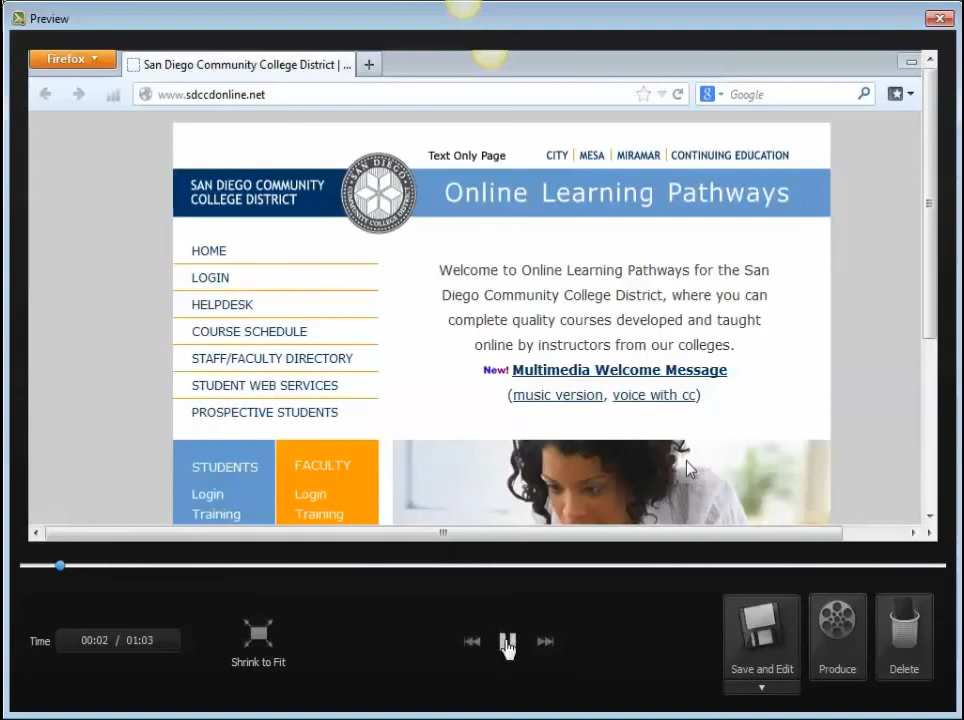 Preview
Firefox
San Diego Community College District | ...
www.sdccdonline.net
Google
Text Only Page
CITY | MESA | MIRAMAR | CONTINUING EDUCATION
SAN DIEGO COMMUNITY
COLLEGE DISTRICT
Online Learning Pathways
HOME
LOGIN
HELPDESK
COURSE SCHEDULE
STAFF/FACULTY DIRECTORY
STUDENT WEB SERVICES
PROSPECTIVE STUDENTS
Welcome to Online Learning Pathways for the San
Diego Community College District, where you can
complete quality courses developed and taught
online by instructors from our colleges.
New! Multimedia Welcome Message
(music version, voice with cc)
STUDENTS
Login
Training
FACULTY
Login
Training
Time 00:02 / 01:03
Shrink to Fit
Save and Edit
Produce
Delete